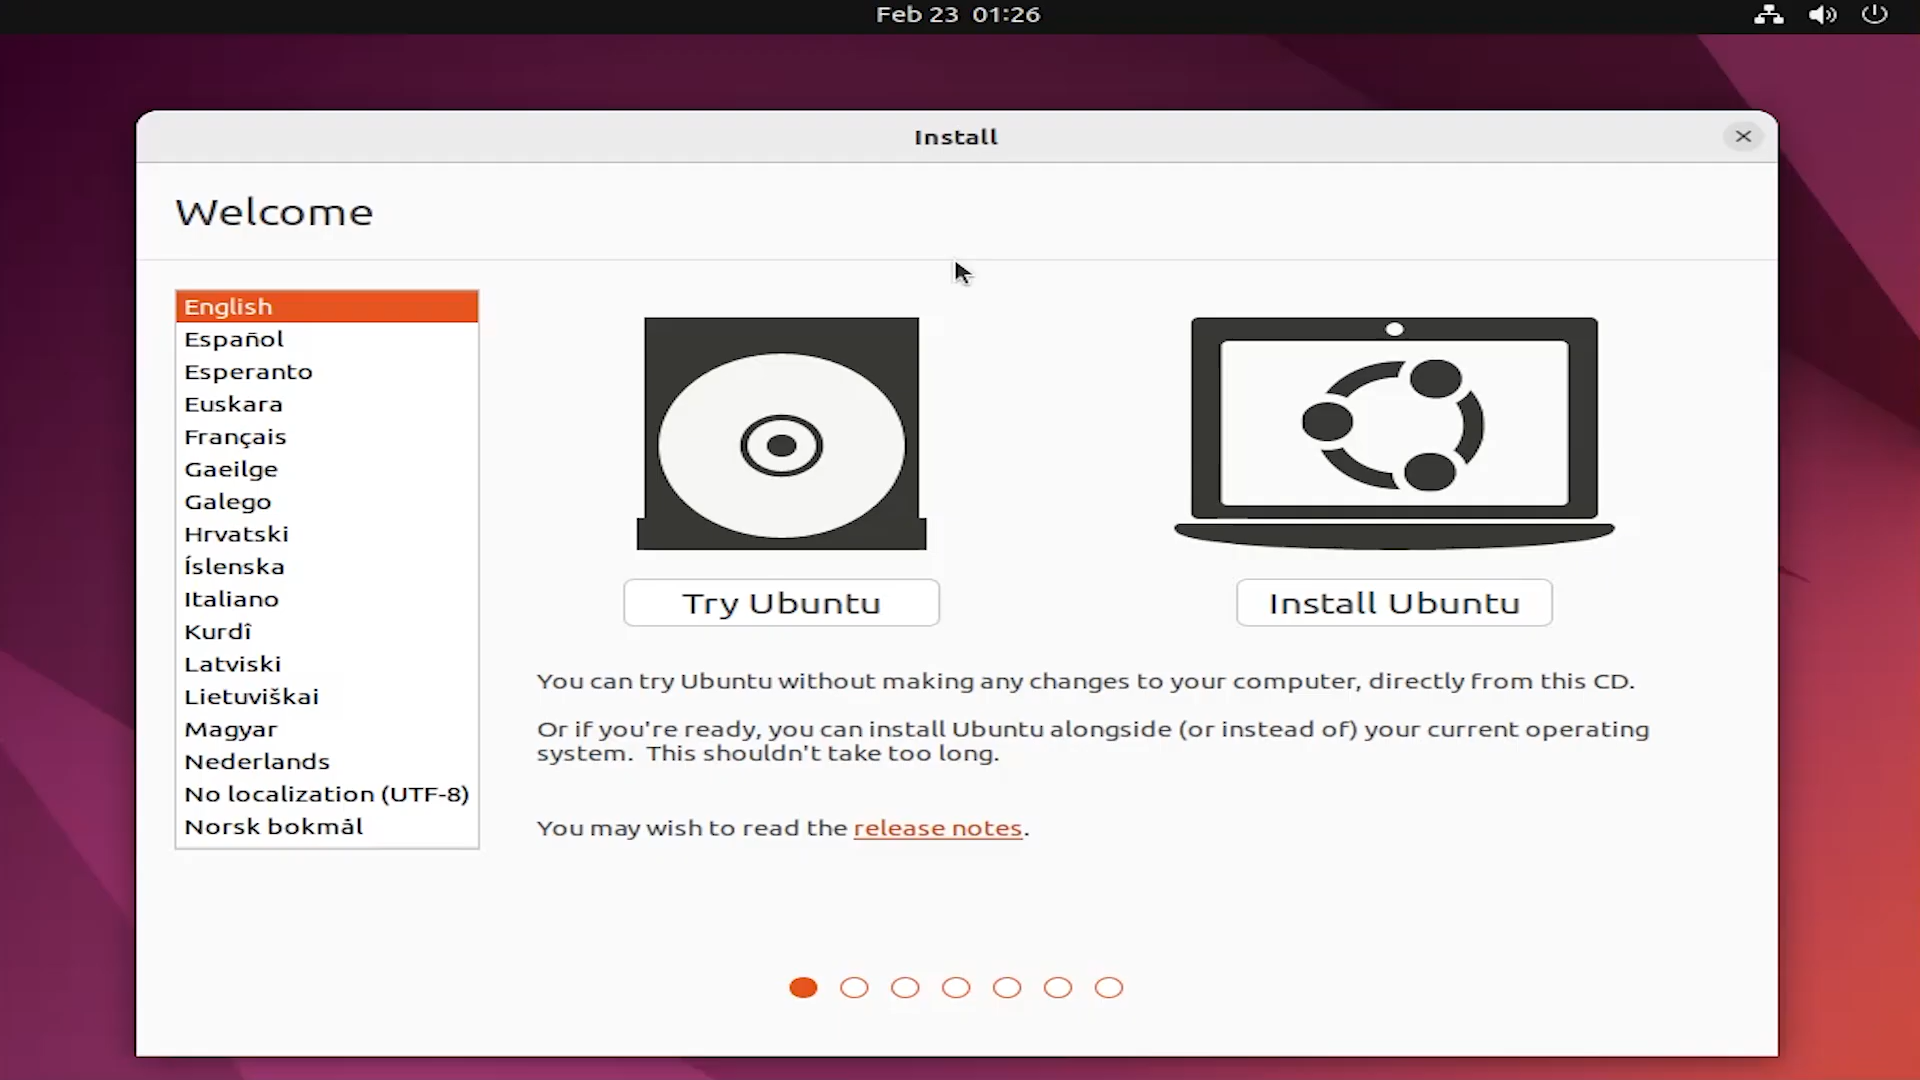 Feb 23 01:26
Install
Welcome
English
Español
Esperanto
Euskara
Français
Gaeilge
Galego
Hrvatski
Íslenska
Italiano
Kurdî
Latviski
Lietuviškai
Magyar
Nederlands
No localization (UTF-8)
Norsk bokmål
Try Ubuntu
Install Ubuntu
You can try Ubuntu without making any changes to your computer, directly from this CD.
Or if you're ready, you can install Ubuntu alongside (or instead of) your current operating
system. This shouldn't take too long.
You may wish to read the release notes.